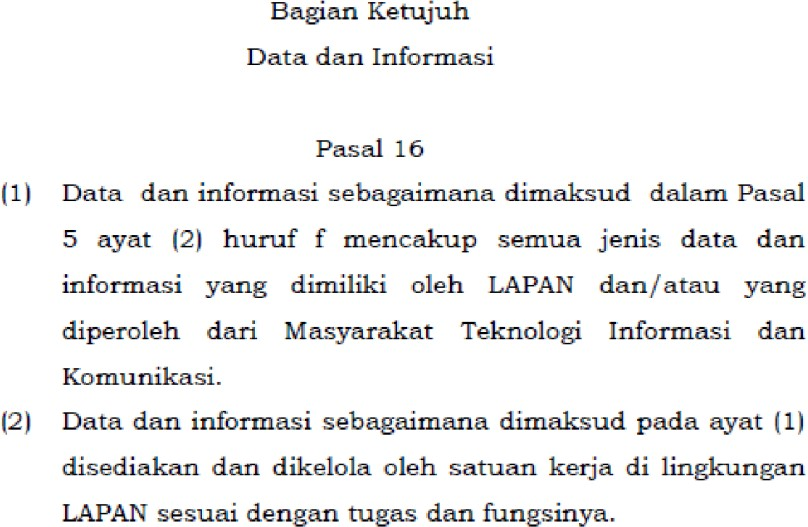 Bagian Ketujuh
Data dan Informasi
Pasal 16
(1) Data dan informasi sebagaimana dimaksud dalam Pasal
5 ayat (2) huruf f mencakup semua jenis data dan
informasi yang dimiliki oleh LAPAN dan/atau yang
diperoleh dari Masyarakat Teknologi Informasi dan
Komunikasi.
(2) Data dan informasi sebagaimana dimaksud pada ayat (1)
disediakan dan dikelola oleh satuan kerja di lingkungan
LAPAN sesuai dengan tugas dan fungsinya.